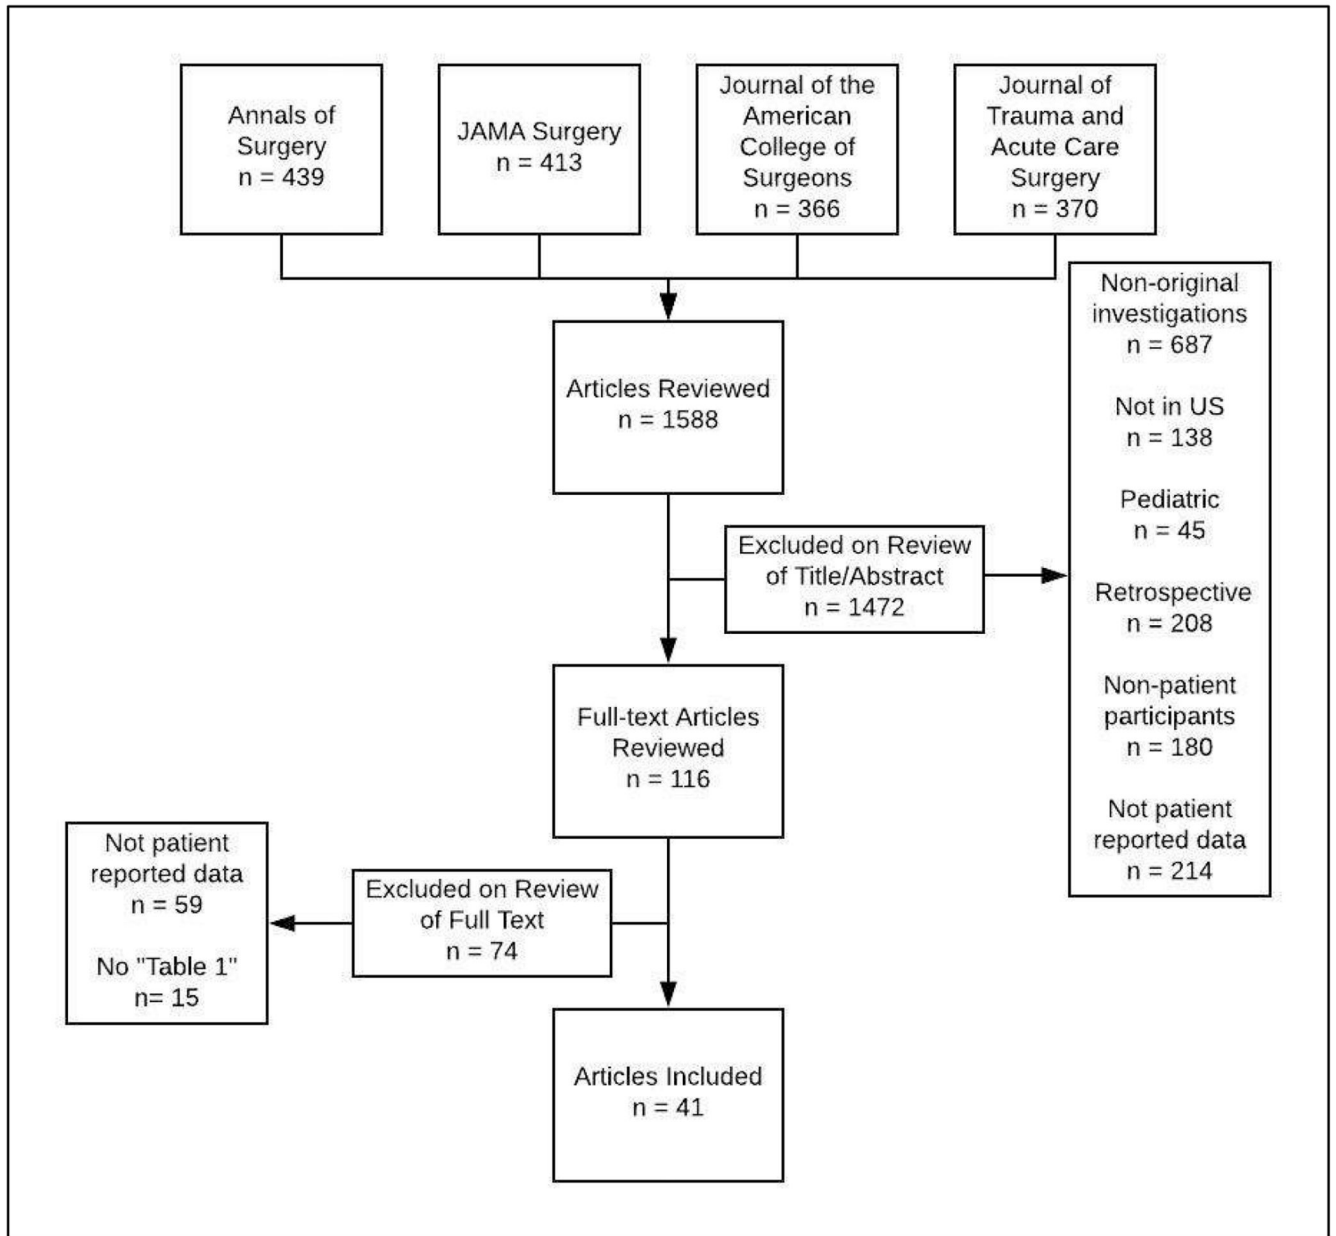 Annals of
Surgery
n = 439
JAMA Surgery
n = 413
Journal of the
American
College of
Surgeons
n = 366
Journal of
Trauma and
Acute Care
Surgery
n = 370
Articles Reviewed
n = 1588
Excluded on Review
of Title/Abstract
n = 1472
Non-original
investigations
n = 687
Not in US
n = 138
Pediatric
n = 45
Retrospective
n = 208
Non-patient
participants
n = 180
Not patient
reported data
n = 214
Full-text Articles
Reviewed
n = 116
Excluded on Review
of Full Text
n = 74
Not patient
reported data
n = 59
No "Table 1"
n= 15
Articles Included
n = 41